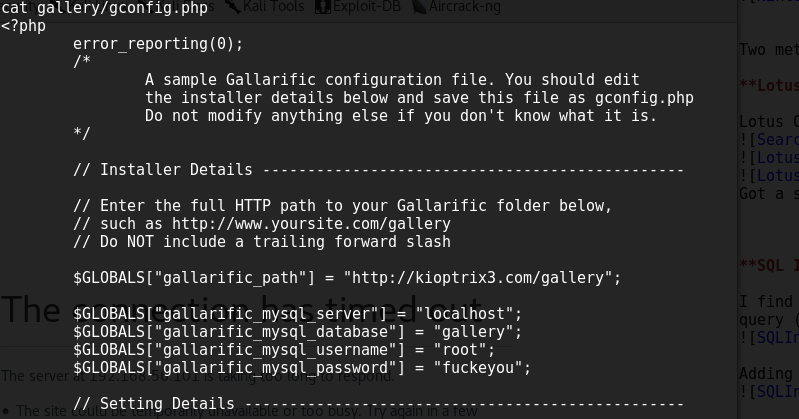 cat gallery/gconfig.php
Kali Tools Exploit-DB Aircrack-ng
<?php
error_reporting(0);
/*
A sample Gallarific configuration file. You should edit
the installer details below and save this file as gconfig.php
Do not modify anything else if you don't know what it is.
*/
// Installer Details -----------------------------------------------
// Enter the full HTTP path to your Gallarific folder below,
// such as http://www.yoursite.com/gallery
// Do NOT include a trailing forward slash
$GLOBALS["gallarific_path"] = "http://kioptrix3.com/gallery";
The connection has timed out
$GLOBALS["gallarific_mysql_server"] = "localhost";
$GLOBALS["gallarific_mysql_database"] = "gallery";
$GLOBALS["gallarific_mysql_username"] = "root";
$GLOBALS["gallarific_mysql_password"] = "fuckeyou";
The server at is taking too long to respond.
// Setting Details -------------------------------------------------
The site could be temporarily unavailable or too busy. Try again in a few
Two met
**Lotus
Lotus C
![Searc
![Lotus
![Lotus
Got a s
**SQL I
I find
query (
![SQLIn
Adding
![SQLIn